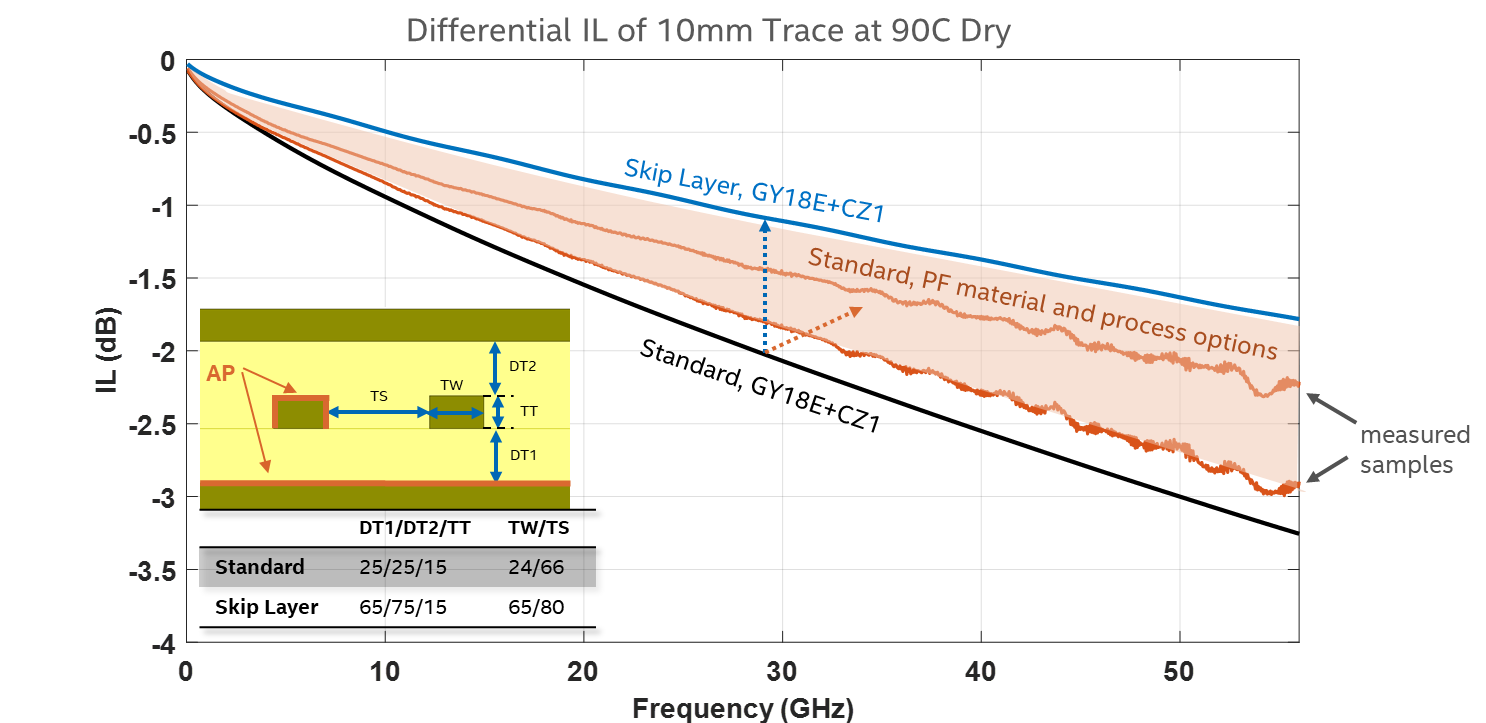 Differential IL of 10mm Trace at 90C Dry
0
-0.5
-1
-1.5
-2
-2.5
-3
-3.5
-4
IL (dB)
Skip Layer, GY18E+CZ1
Standard, PF material and process options
Standard, GY18E+CZ1
measured
samples
AP
TS
TW
DT2
TT
DT1
DT1/DT2/TT TW/TS
Standard 25/25/15 24/66
Skip Layer 65/75/15 65/80
0 10 20 30 40 50
Frequency (GHz)